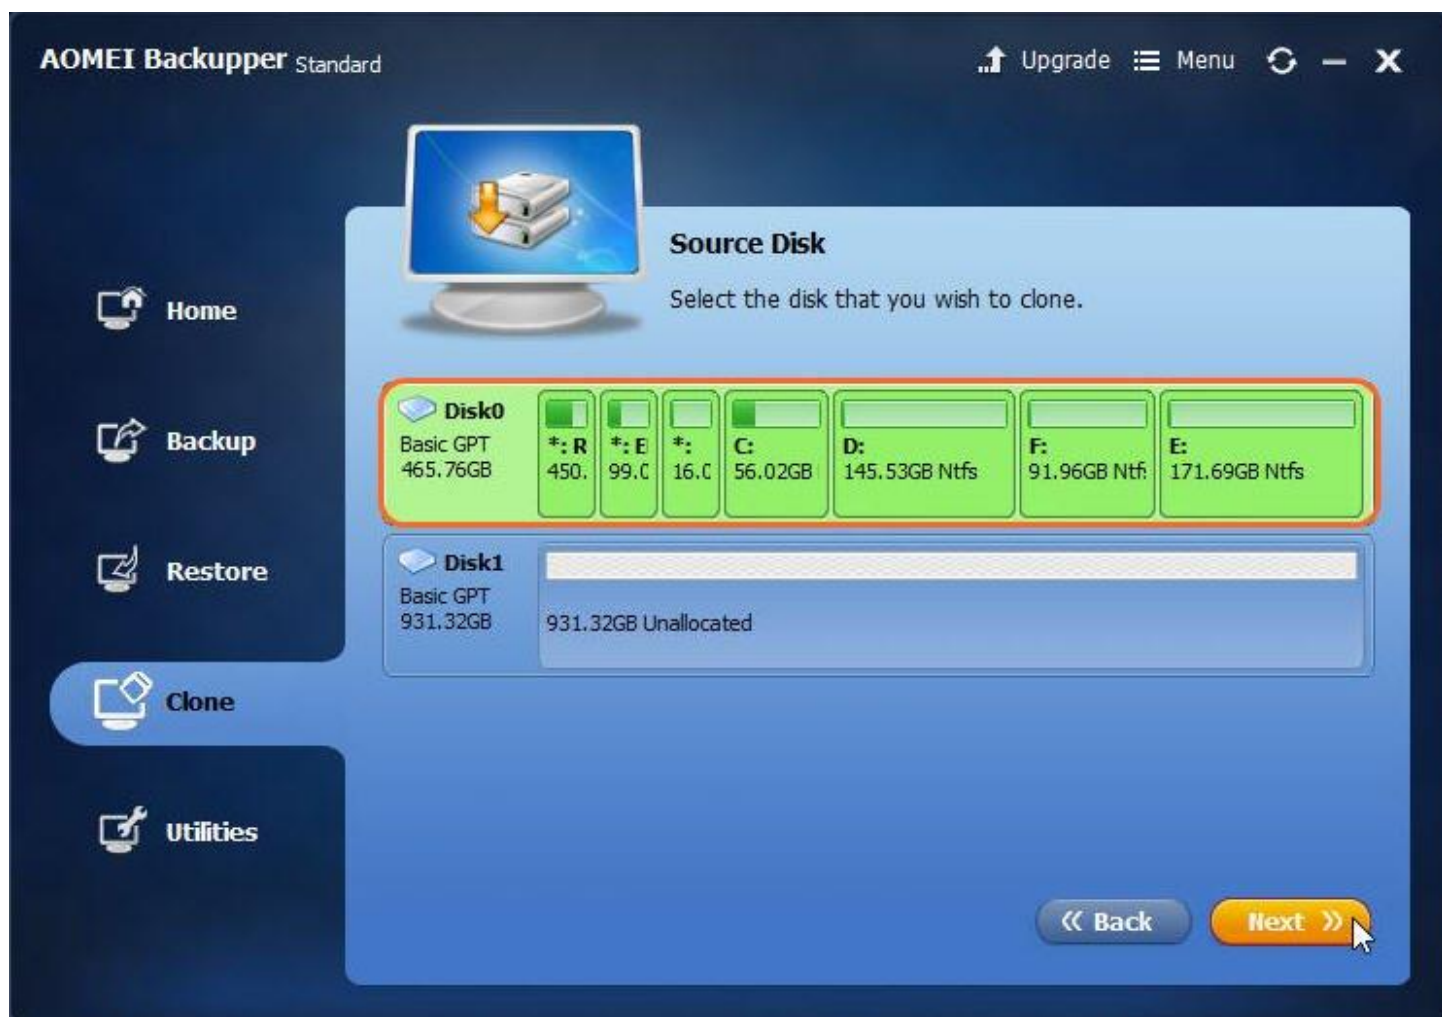 AOMEI Backupper Standard
Upgrade Menu
Source Disk
Select the disk that you wish to clone.
Home
Backup
Restore
Clone
Utilities
Disk0
Basic GPT
465.76GB
*: R
450.
*: E
99.0
*:
16.0
C:
56.02GB
D:
145.53GB Ntfs
F:
91.96GB Ntf
E:
171.69GB Ntfs
Disk1
Basic GPT
931.32GB
931.32GB Unallocated
Back
Next